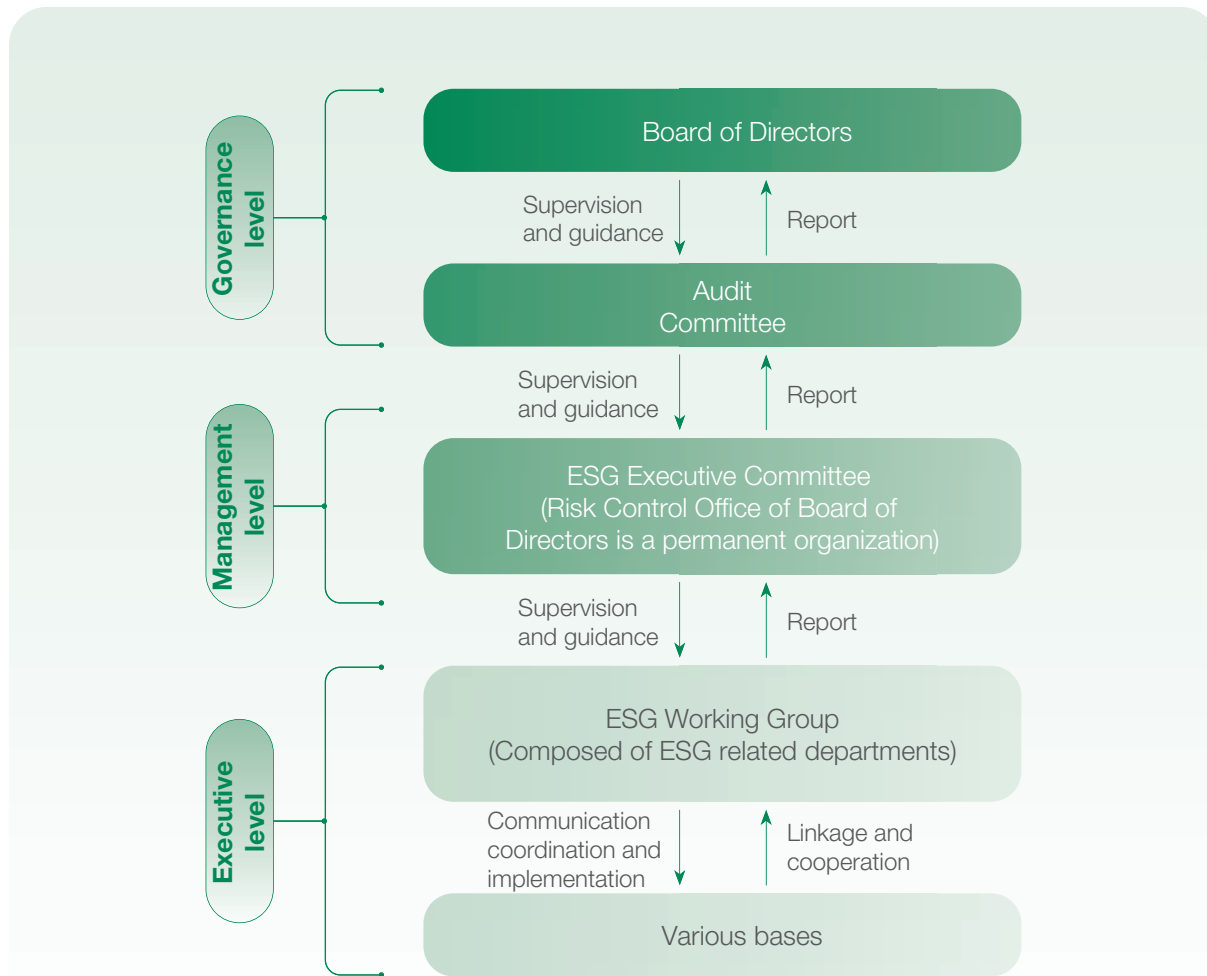 Governance
level
Board of Directors
Supervision
and guidance
Report
Audit
Committee
Supervision
and guidance
Report
Management
level
ESG Executive Committee
(Risk Control Office of Board of
Directors is a permanent organization)
Supervision
and guidance
Report
Executive
level
ESG Working Group
(Composed of ESG related departments)
Communication
coordination and
implementation
Linkage and
cooperation
Various bases